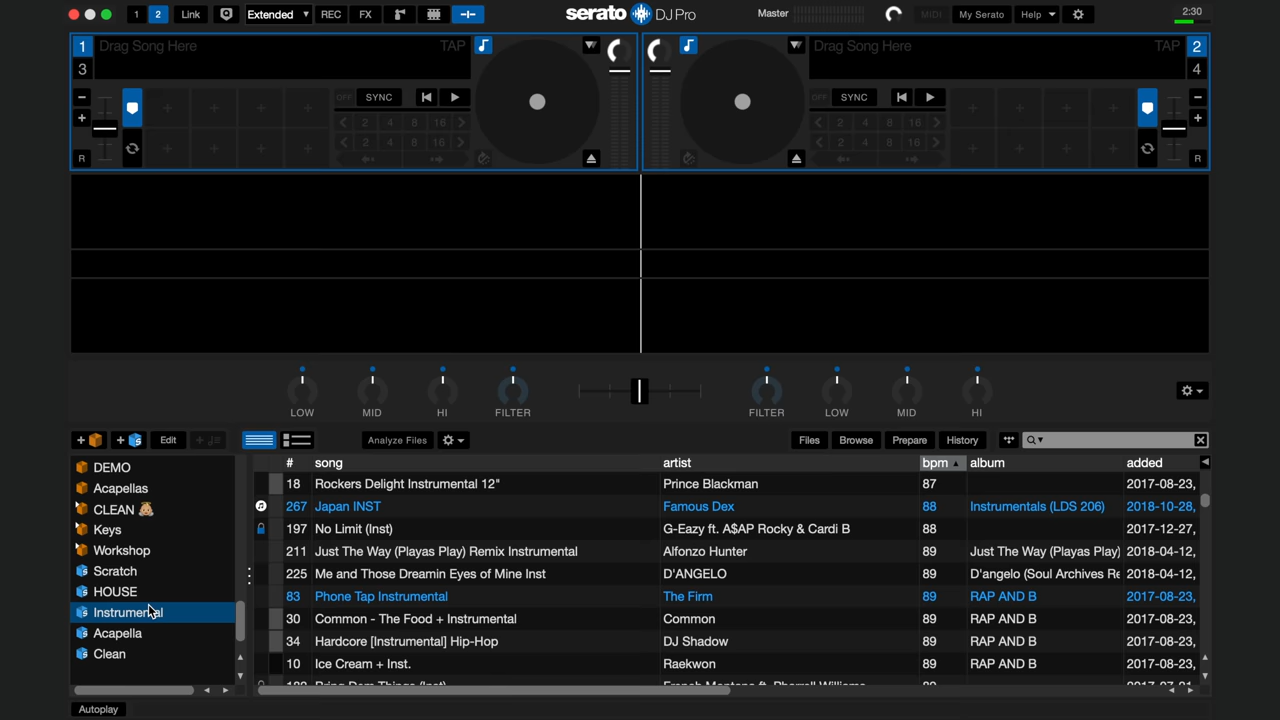 1 2 Link Extended REC FX serato DJ Pro Master MIDI My Serato Help 2:30
1 Drag Song Here TAP Drag Song Here TAP 2
3 4
OFF SYNC OFF SYNC
2 4 8 16 2 4 8 16
2 4 8 16 2 4 8 16
R R
LOW MID HI FILTER FILTER LOW MID HI
Edit Analyze Files Files Browse Prepare History
# song artist bpm album added
DEMO
Acapellas
CLEAN
Keys
Workshop
Scratch
HOUSE
Instrumental
Acapella
Clean
18 Rockers Delight Instrumental 12" Prince Blackman 87 2017-08-23,
267 Japan INST Famous Dex 88 Instrumentals (LDS 206) 2018-10-28,
197 No Limit (Inst) G-Eazy ft. A$AP Rocky & Cardi B 88 2017-12-27,
211 Just The Way (Playas Play) Remix Instrumental Alfonzo Hunter 89 Just The Way (Playas Play) 2018-04-12,
225 Me and Those Dreamin Eyes of Mine Inst D'ANGELO 89 D'angelo (Soul Archives Re 2018-04-12,
83 Phone Tap Instrumental The Firm 89 RAP AND B 2017-08-23,
30 Common - The Food + Instrumental Common 89 RAP AND B 2017-08-23,
34 Hardcore [Instrumental] Hip-Hop DJ Shadow 89 RAP AND B 2017-08-23,
10 Ice Cream + Inst. Raekwon 89 RAP AND B 2017-08-23,
Autoplay